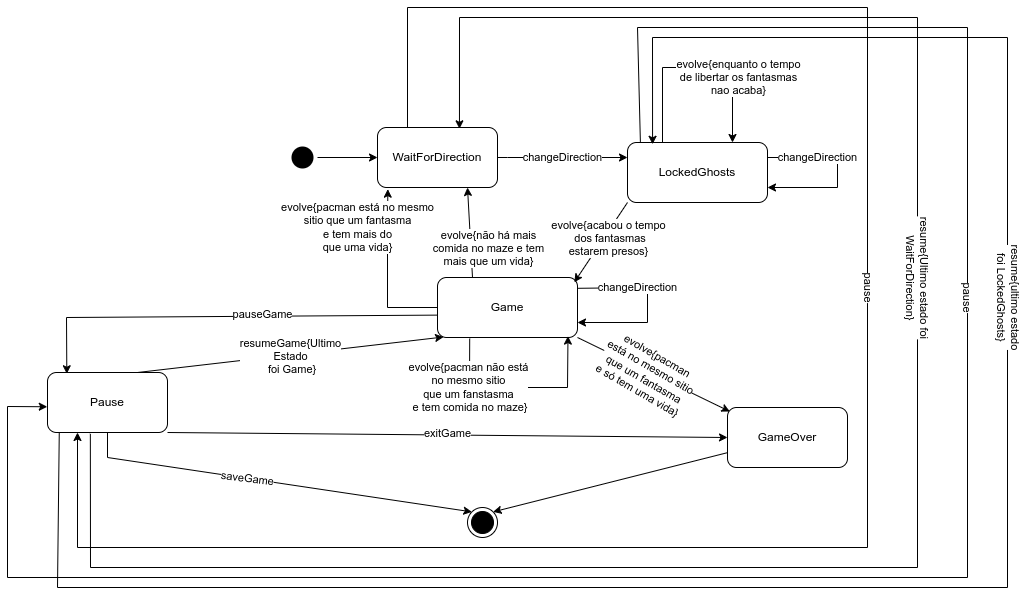 evolve{enquanto o tempo
de libertar os fantasmas
nao acaba}
WaitForDirection
changeDirection
LockedGhosts
changeDirection
evolve{pacman está no mesmo
sitio que um fantasma
e tem mais do
que uma vida}
evolve{não há mais
comida no maze e tem
mais que um vida}
evolve{acabou o tempo
dos fantasmas
estarem presos}
Game
changeDirection
pauseGame
resumeGame{Ultimo
Estado
foi Game}
evolve{pacman não está
no mesmo sitio
que um fanstasma
e tem comida no maze}
evolve{pacman
está no mesmo sitio
que um fantasma
e só tem uma vida}
pause
resume{Ultimo estado foi
WaitForDirection}
pause
resume{ultimo estado
foi LockedGhosts}
Pause
exitGame
GameOver
saveGame